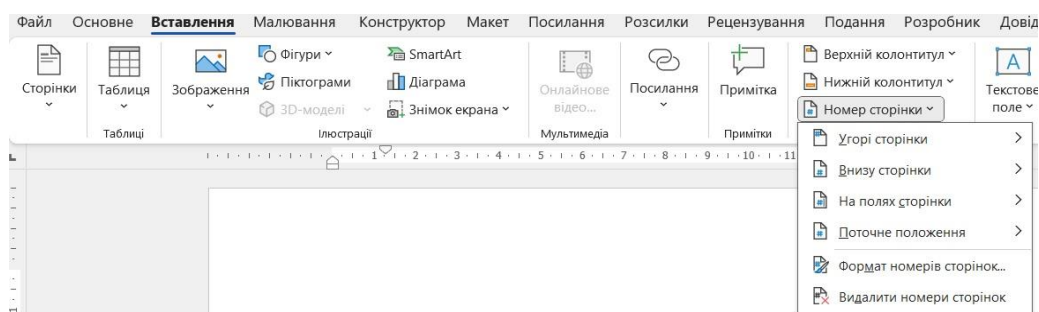 Файл Основне Вставлення Малювання Конструктор Макет Посилання Розсилки Рецензування Подання Розробник Довід
Сторінки
Таблиця
Таблиці
Зображення
Фігури
Піктограми
3D-моделі
SmartArt
Діаграма
Знімок екрана
Ілюстрації
Онлайнове
відео...
Мультимедіа
Посилання
Примітка
Примітки
Верхній колонтитул
Нижній колонтитул
Номер сторінки
Текстове
поле
Угорі сторінки
Внизу сторінки
На полях сторінки
Поточне положення
Формат номерів сторінок...
Видалити номери сторінок
1 2 3 4 5 6 7 8 9 10 11
1